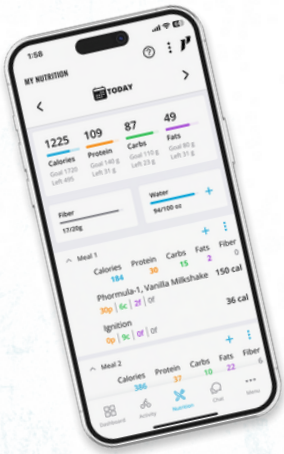 1:58
MY NUTRITION
TODAY
1225 109 87 49
Calories Protein Carbs Fats
Goal 1720 Goal 140 g Goal 110 g Goal 80 g
Left 495 Left 31 g Left 23 g Left 31 g
Fiber
17/20g
Water
94/100 oz
Meal 1
Calories Protein Carbs Fats Fiber
184 30 15 2 0
Phormula-1, Vanilla Milkshake 150 cal
30p | 6c | 2f | 0f
Ignition 36 cal
0p | 9c | 0f | 0f
Meal 2
Calories Protein Carbs Fats Fiber
386 37 10 22 6
Dashboard Activity Nutrition Chat Menu